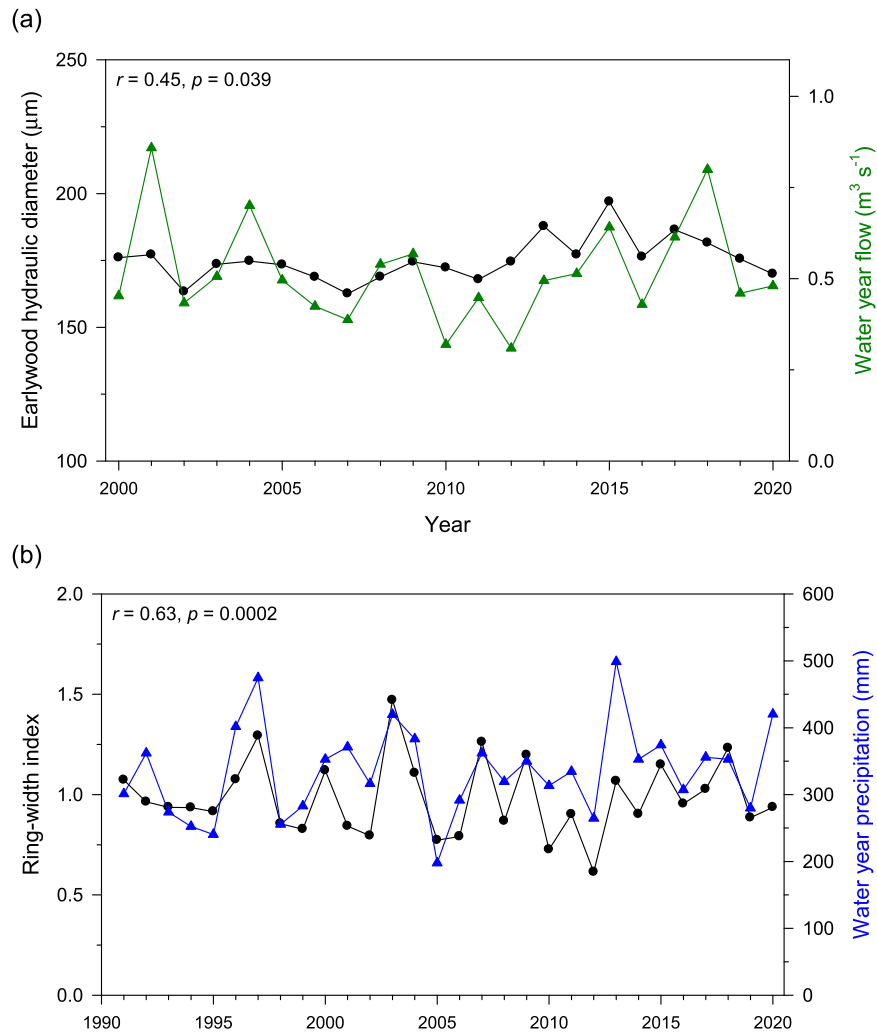 (a)
r = 0.45, p = 0.039
250
200
150
100
Earlywood hydraulic diameter (μm)
1.0
0.5
0.0
Water year flow (m³ s⁻¹)
2000 2005 2010 2015 2020
Year
(b)
r = 0.63, p = 0.0002
2.0
1.5
1.0
0.5
0.0
Ring-width index
600
500
400
300
200
100
0
Water year precipitation (mm)
1990 1995 2000 2005 2010 2015 2020